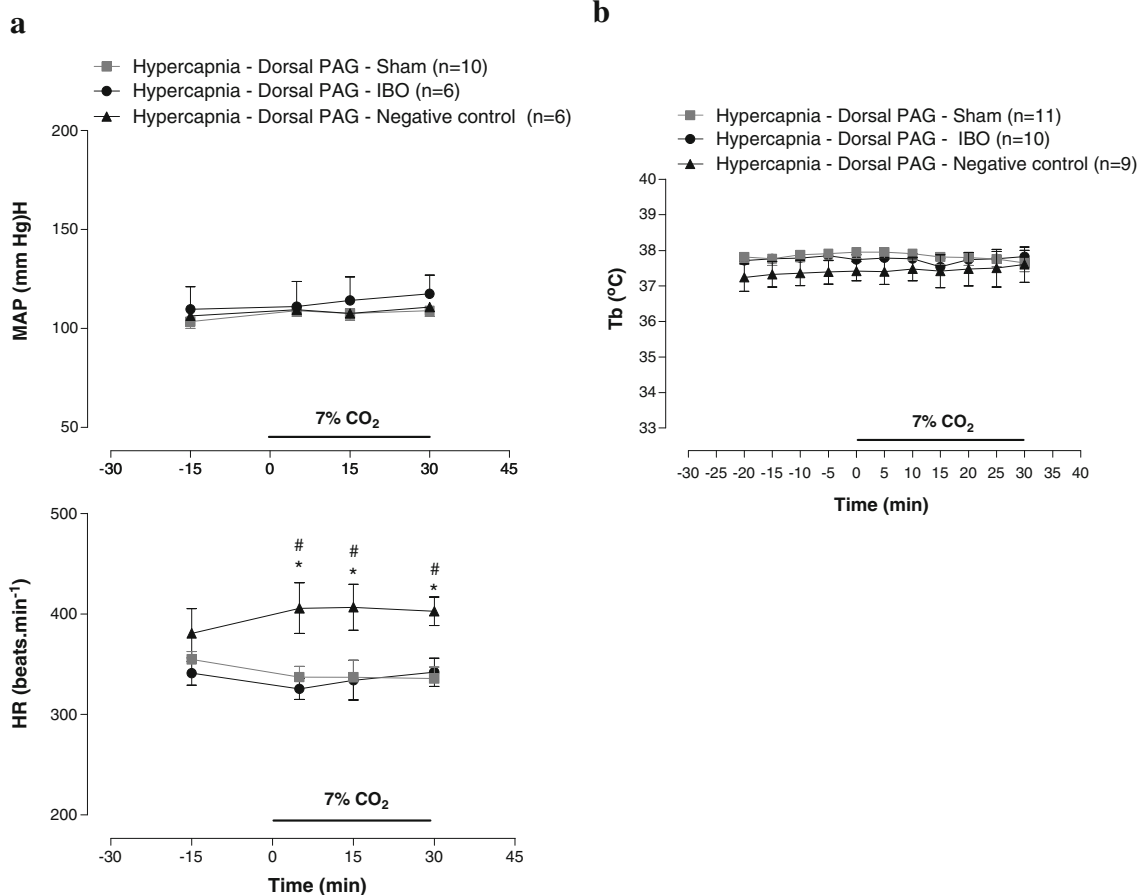 a
Hypercapnia - Dorsal PAG - Sham (n=10)
Hypercapnia - Dorsal PAG - IBO (n=6)
Hypercapnia - Dorsal PAG - Negative control (n=6)
200
150
100
50
MAP (mm Hg)H
7% CO₂
-30 -15 0 15 30 45
500
400
300
200
HR (beats.min⁻¹)
# # #
* * *
7% CO₂
-30 -15 0 15 30 45
Time (min)
b
Hypercapnia - Dorsal PAG - Sham (n=11)
Hypercapnia - Dorsal PAG - IBO (n=10)
Hypercapnia - Dorsal PAG - Negative control (n=9)
40
39
38
37
36
35
34
33
Tb (ºC)
7% CO₂
-30 -25 -20 -15 -10 -5 0 5 10 15 20 25 30 35 40
Time (min)